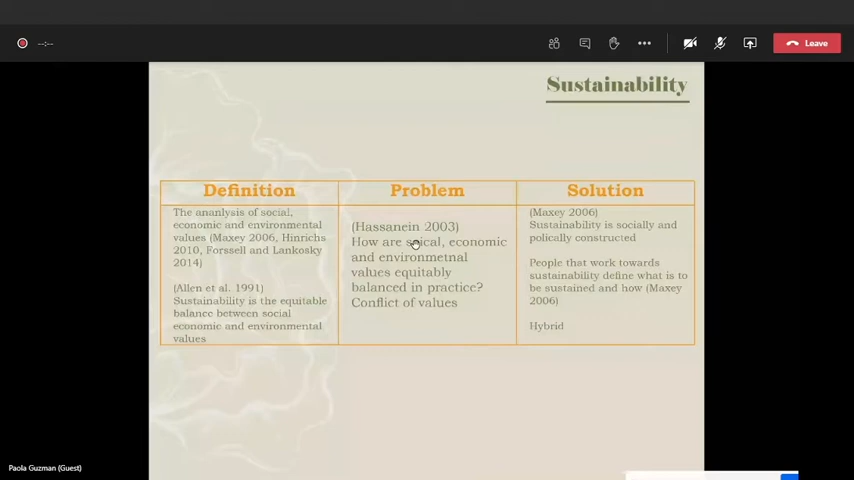 --:--
Leave
Sustainability
Definition
Problem
Solution
The ananlysis of social,
economic and environmental
values (Maxey 2006, Hinrichs
2010, Forssell and Lankosky
2014)
(Allen et al. 1991)
Sustainability is the equitable
balance between social
economic and environmental
values
(Hassanein 2003)
How are soical, economic
and environmetnal
values equitably
balanced in practice?
Conflict of values
(Maxey 2006)
Sustainability is socially and
polically constructed
People that work towards
sustainability define what is to
be sustained and how (Maxey
2006)
Hybrid
Paola Guzman (Guest)